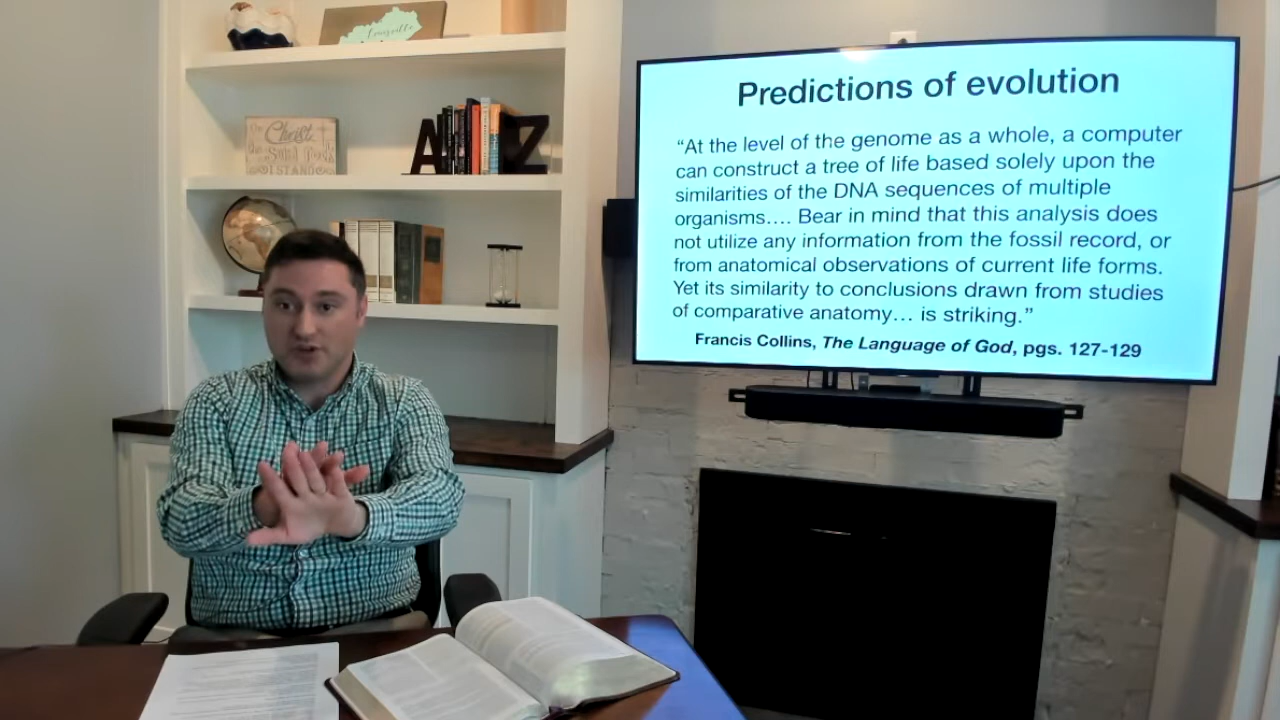 Louisville
Christ
the Solid Rock
I STAND
A Z
Predictions of evolution
“At the level of the genome as a whole, a computer
can construct a tree of life based solely upon the
similarities of the DNA sequences of multiple
organisms.... Bear in mind that this analysis does
not utilize any information from the fossil record, or
from anatomical observations of current life forms.
Yet its similarity to conclusions drawn from studies
of comparative anatomy... is striking.”
Francis Collins, The Language of God, pgs. 127-129